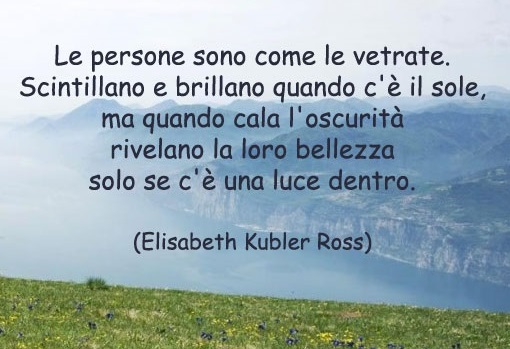 Le persone sono come le vetrate.
Scintillano e brillano quando c'è il sole,
ma quando cala l'oscurità
rivelano la loro bellezza
solo se c'è una luce dentro.
(Elisabeth Kubler Ross)